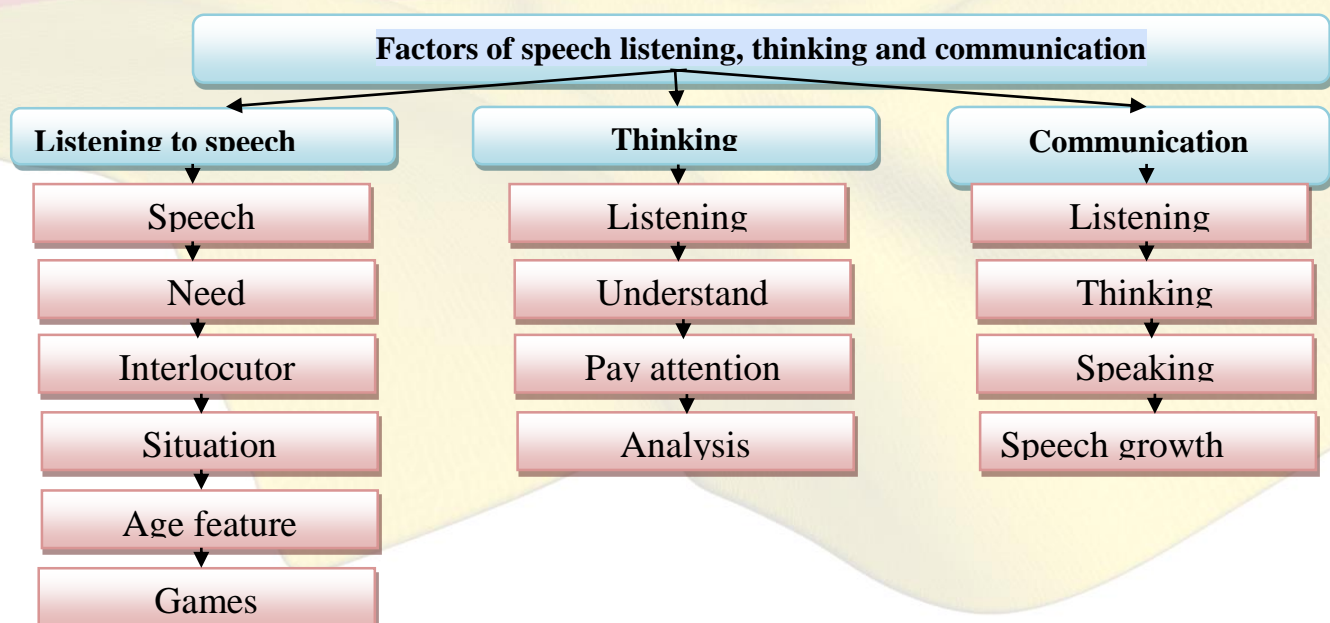 Factors of speech listening, thinking and communication
Listening to speech
Thinking
Communication
Speech
Need
Interlocutor
Situation
Age feature
Games
Listening
Understand
Pay attention
Analysis
Listening
Thinking
Speaking
Speech growth